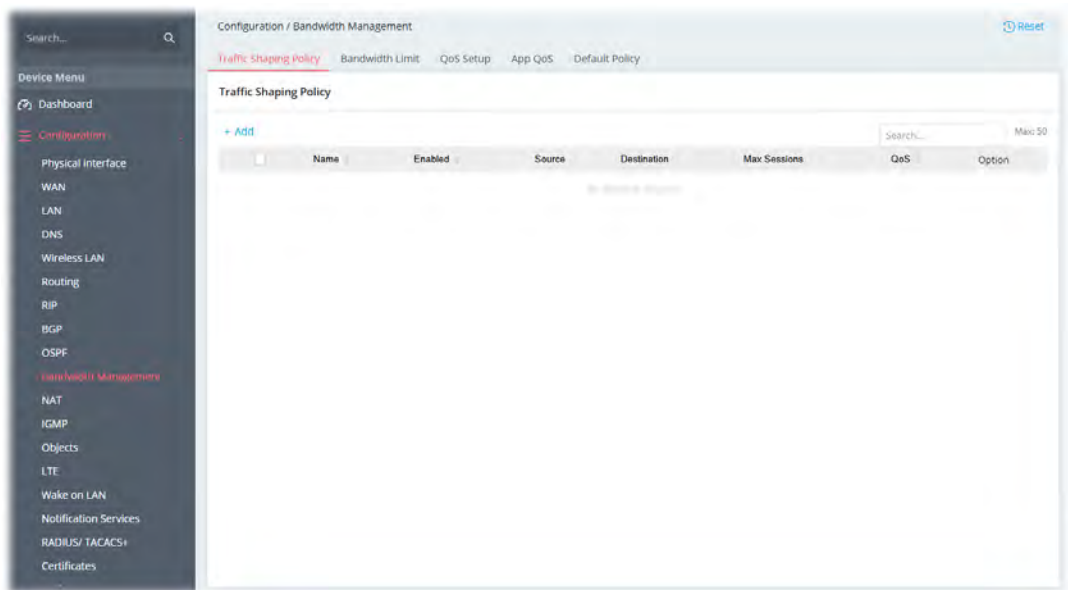 Search...
Device Menu
Dashboard
Configuration
Physical Interface
WAN
LAN
DNS
Wireless LAN
Routing
RIP
BGP
OSPF
Bandwidth Management
NAT
IGMP
Objects
LTE
Wake on LAN
Notification Services
RADIUS/ TACACS+
Certificates
Configuration / Bandwidth Management
Reset
Traffic Shaping Policy Bandwidth Limit QoS Setup App QoS Default Policy
Traffic Shaping Policy
+ Add
Search...
Max: 50
Name Enabled Source Destination Max Sessions QoS Option